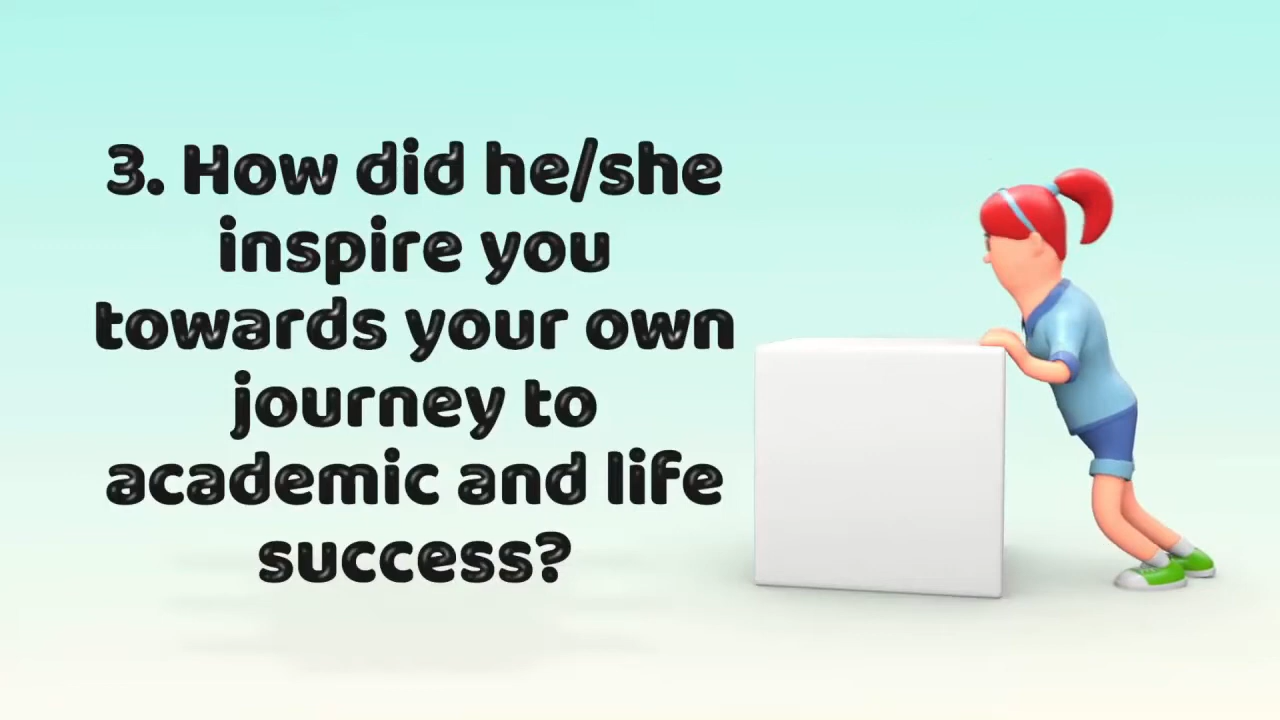 3. How did he/she
inspire you
towards your own
journey to
academic and life
success?